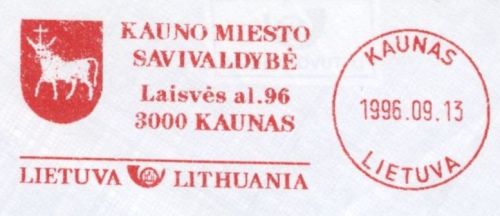 KAUNO MIESTO
SAVIVALDYBĖ
Laisvės al.96
3000 KAUNAS
LIETUVA LITHUANIA
KAUNAS
1996.09.13
LIETUVA